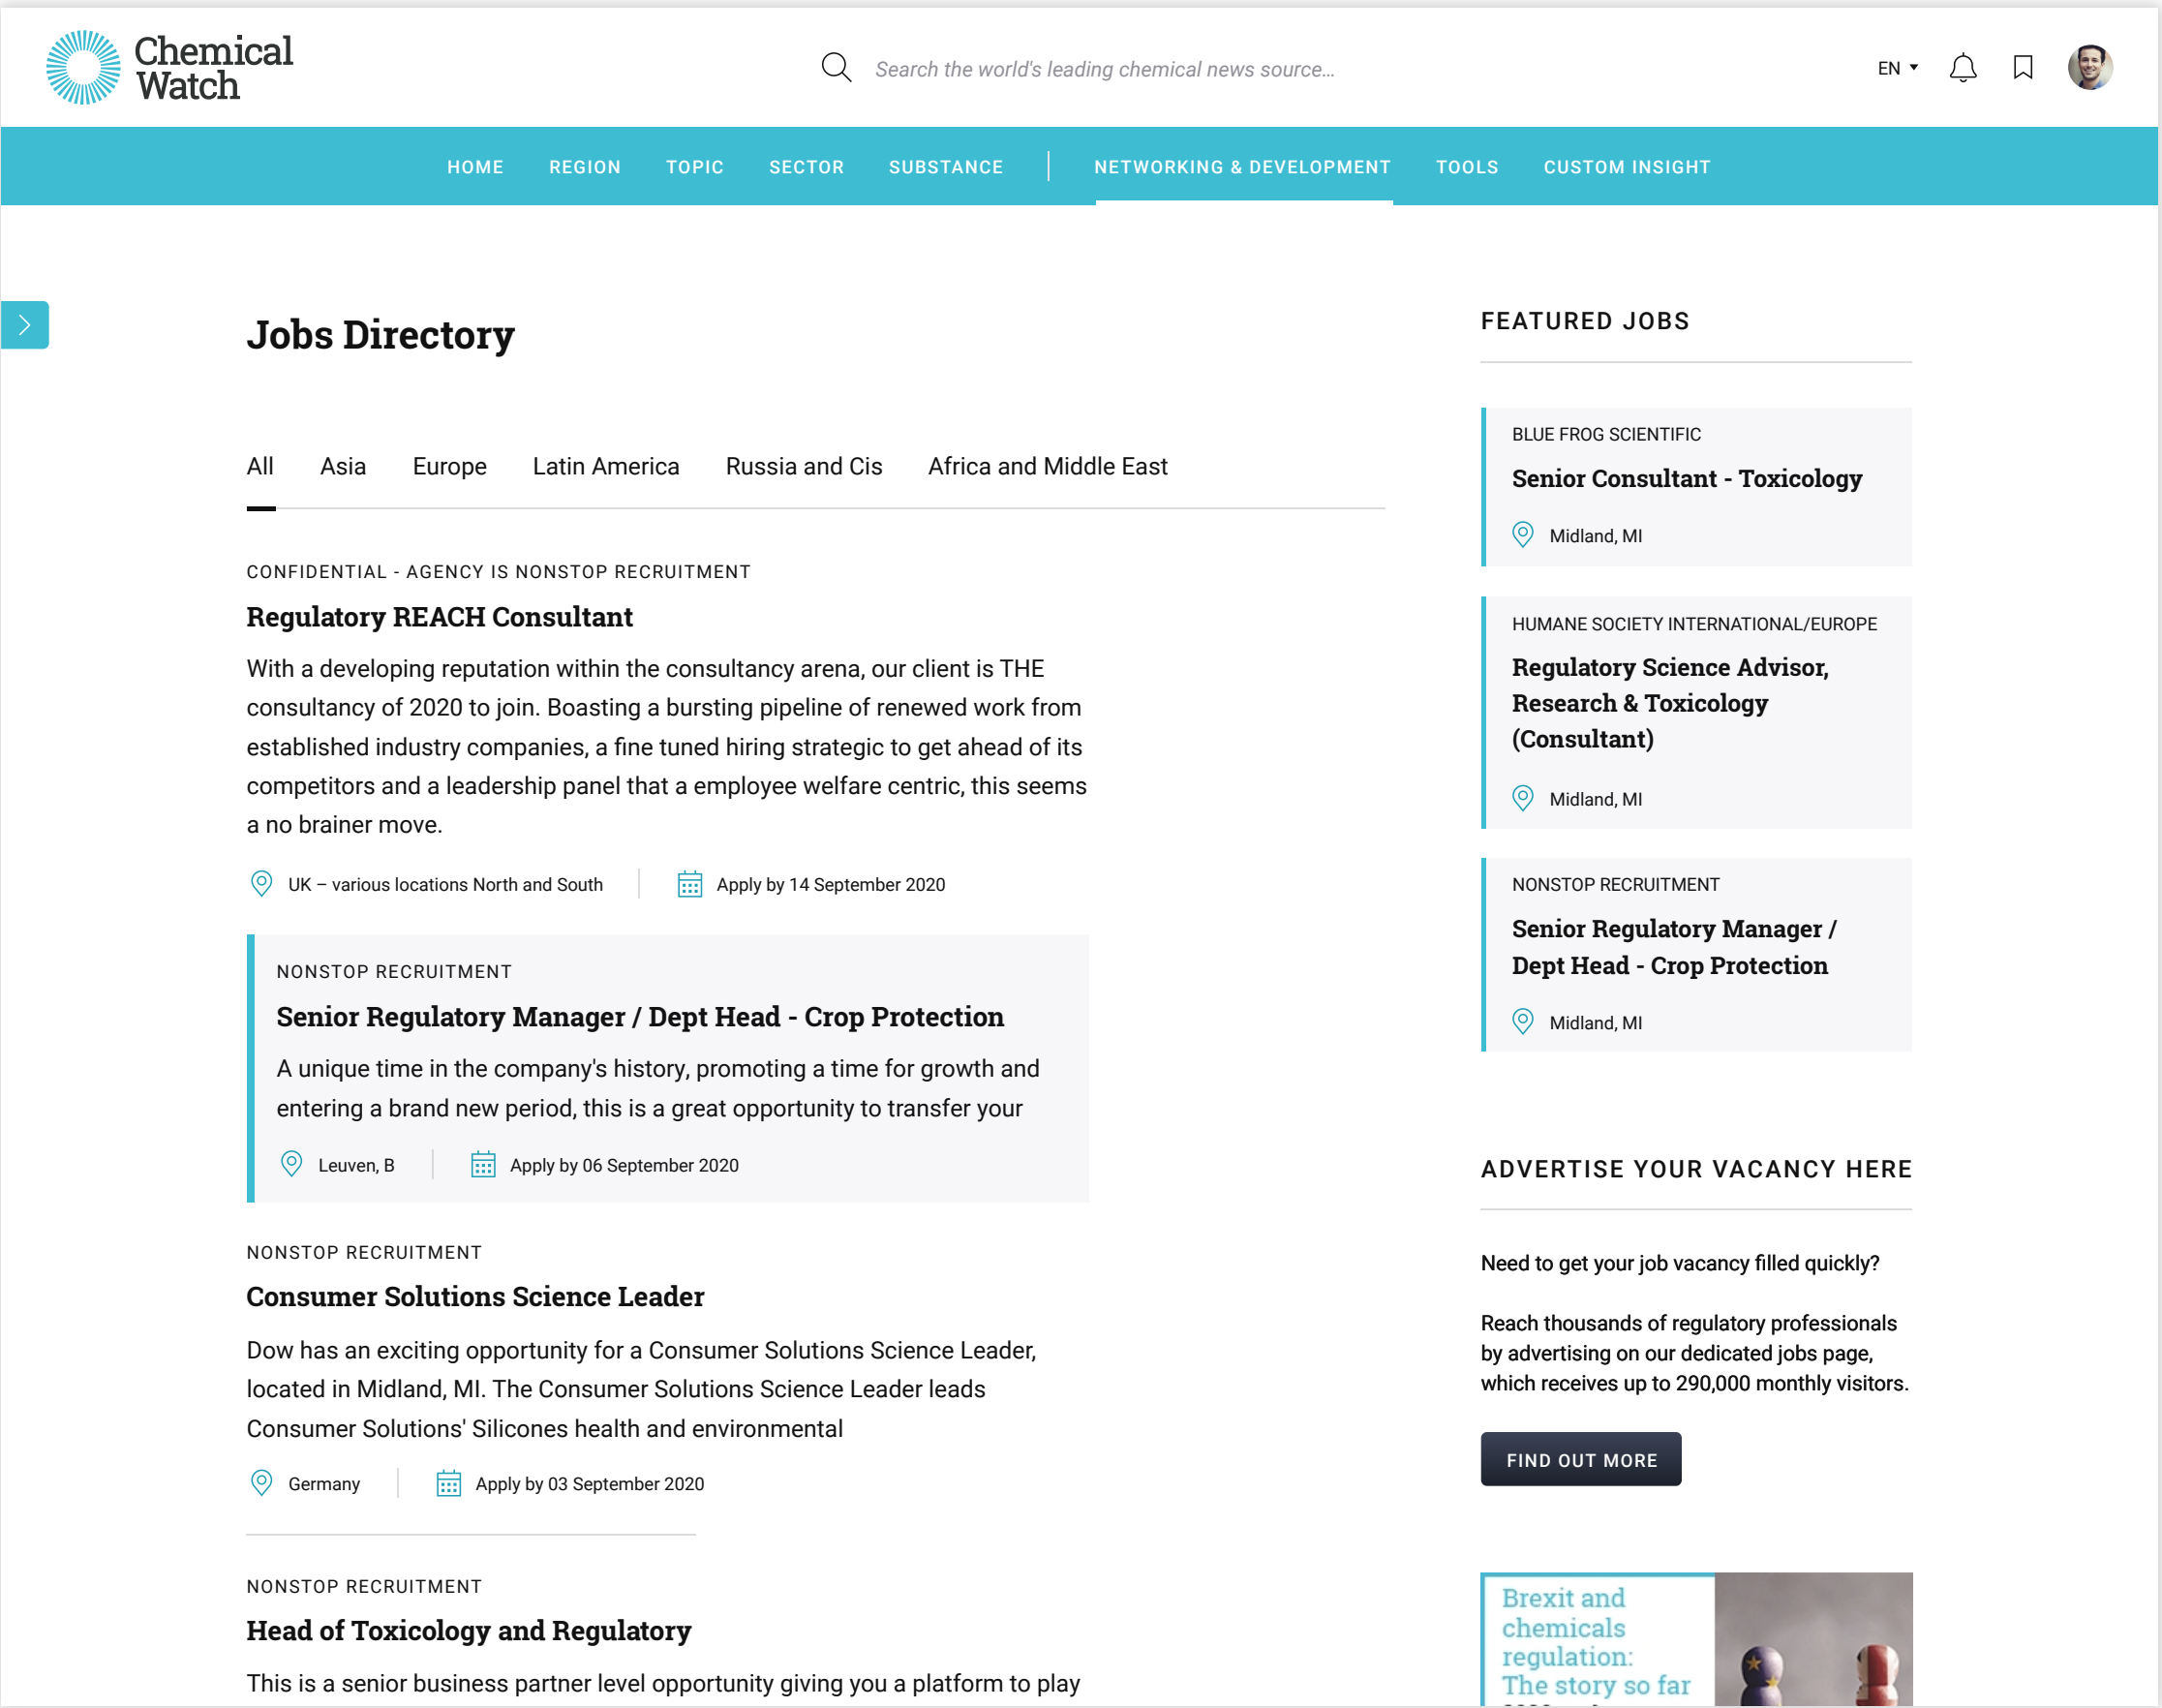 Chemical
Watch
Search the world's leading chemical news source...
EN
HOME REGION TOPIC SECTOR SUBSTANCE NETWORKING & DEVELOPMENT TOOLS CUSTOM INSIGHT
Jobs Directory
All Asia Europe Latin America Russia and Cis Africa and Middle East
CONFIDENTIAL - AGENCY IS NONSTOP RECRUITMENT
Regulatory REACH Consultant
With a developing reputation within the consultancy arena, our client is THE
consultancy of 2020 to join. Boasting a bursting pipeline of renewed work from
established industry companies, a fine tuned hiring strategic to get ahead of its
competitors and a leadership panel that a employee welfare centric, this seems
a no brainer move.
UK – various locations North and South
Apply by 14 September 2020
NONSTOP RECRUITMENT
Senior Regulatory Manager / Dept Head - Crop Protection
A unique time in the company's history, promoting a time for growth and
entering a brand new period, this is a great opportunity to transfer your
Leuven, B
Apply by 06 September 2020
NONSTOP RECRUITMENT
Consumer Solutions Science Leader
Dow has an exciting opportunity for a Consumer Solutions Science Leader,
located in Midland, MI. The Consumer Solutions Science Leader leads
Consumer Solutions' Silicones health and environmental
Germany
Apply by 03 September 2020
NONSTOP RECRUITMENT
Head of Toxicology and Regulatory
This is a senior business partner level opportunity giving you a platform to play
FEATURED JOBS
BLUE FROG SCIENTIFIC
Senior Consultant - Toxicology
Midland, MI
HUMANE SOCIETY INTERNATIONAL/EUROPE
Regulatory Science Advisor,
Research & Toxicology
(Consultant)
Midland, MI
NONSTOP RECRUITMENT
Senior Regulatory Manager /
Dept Head - Crop Protection
Midland, MI
ADVERTISE YOUR VACANCY HERE
Need to get your job vacancy filled quickly?
Reach thousands of regulatory professionals
by advertising on our dedicated jobs page,
which receives up to 290,000 monthly visitors.
FIND OUT MORE
Brexit and
chemicals
regulation:
The story so far